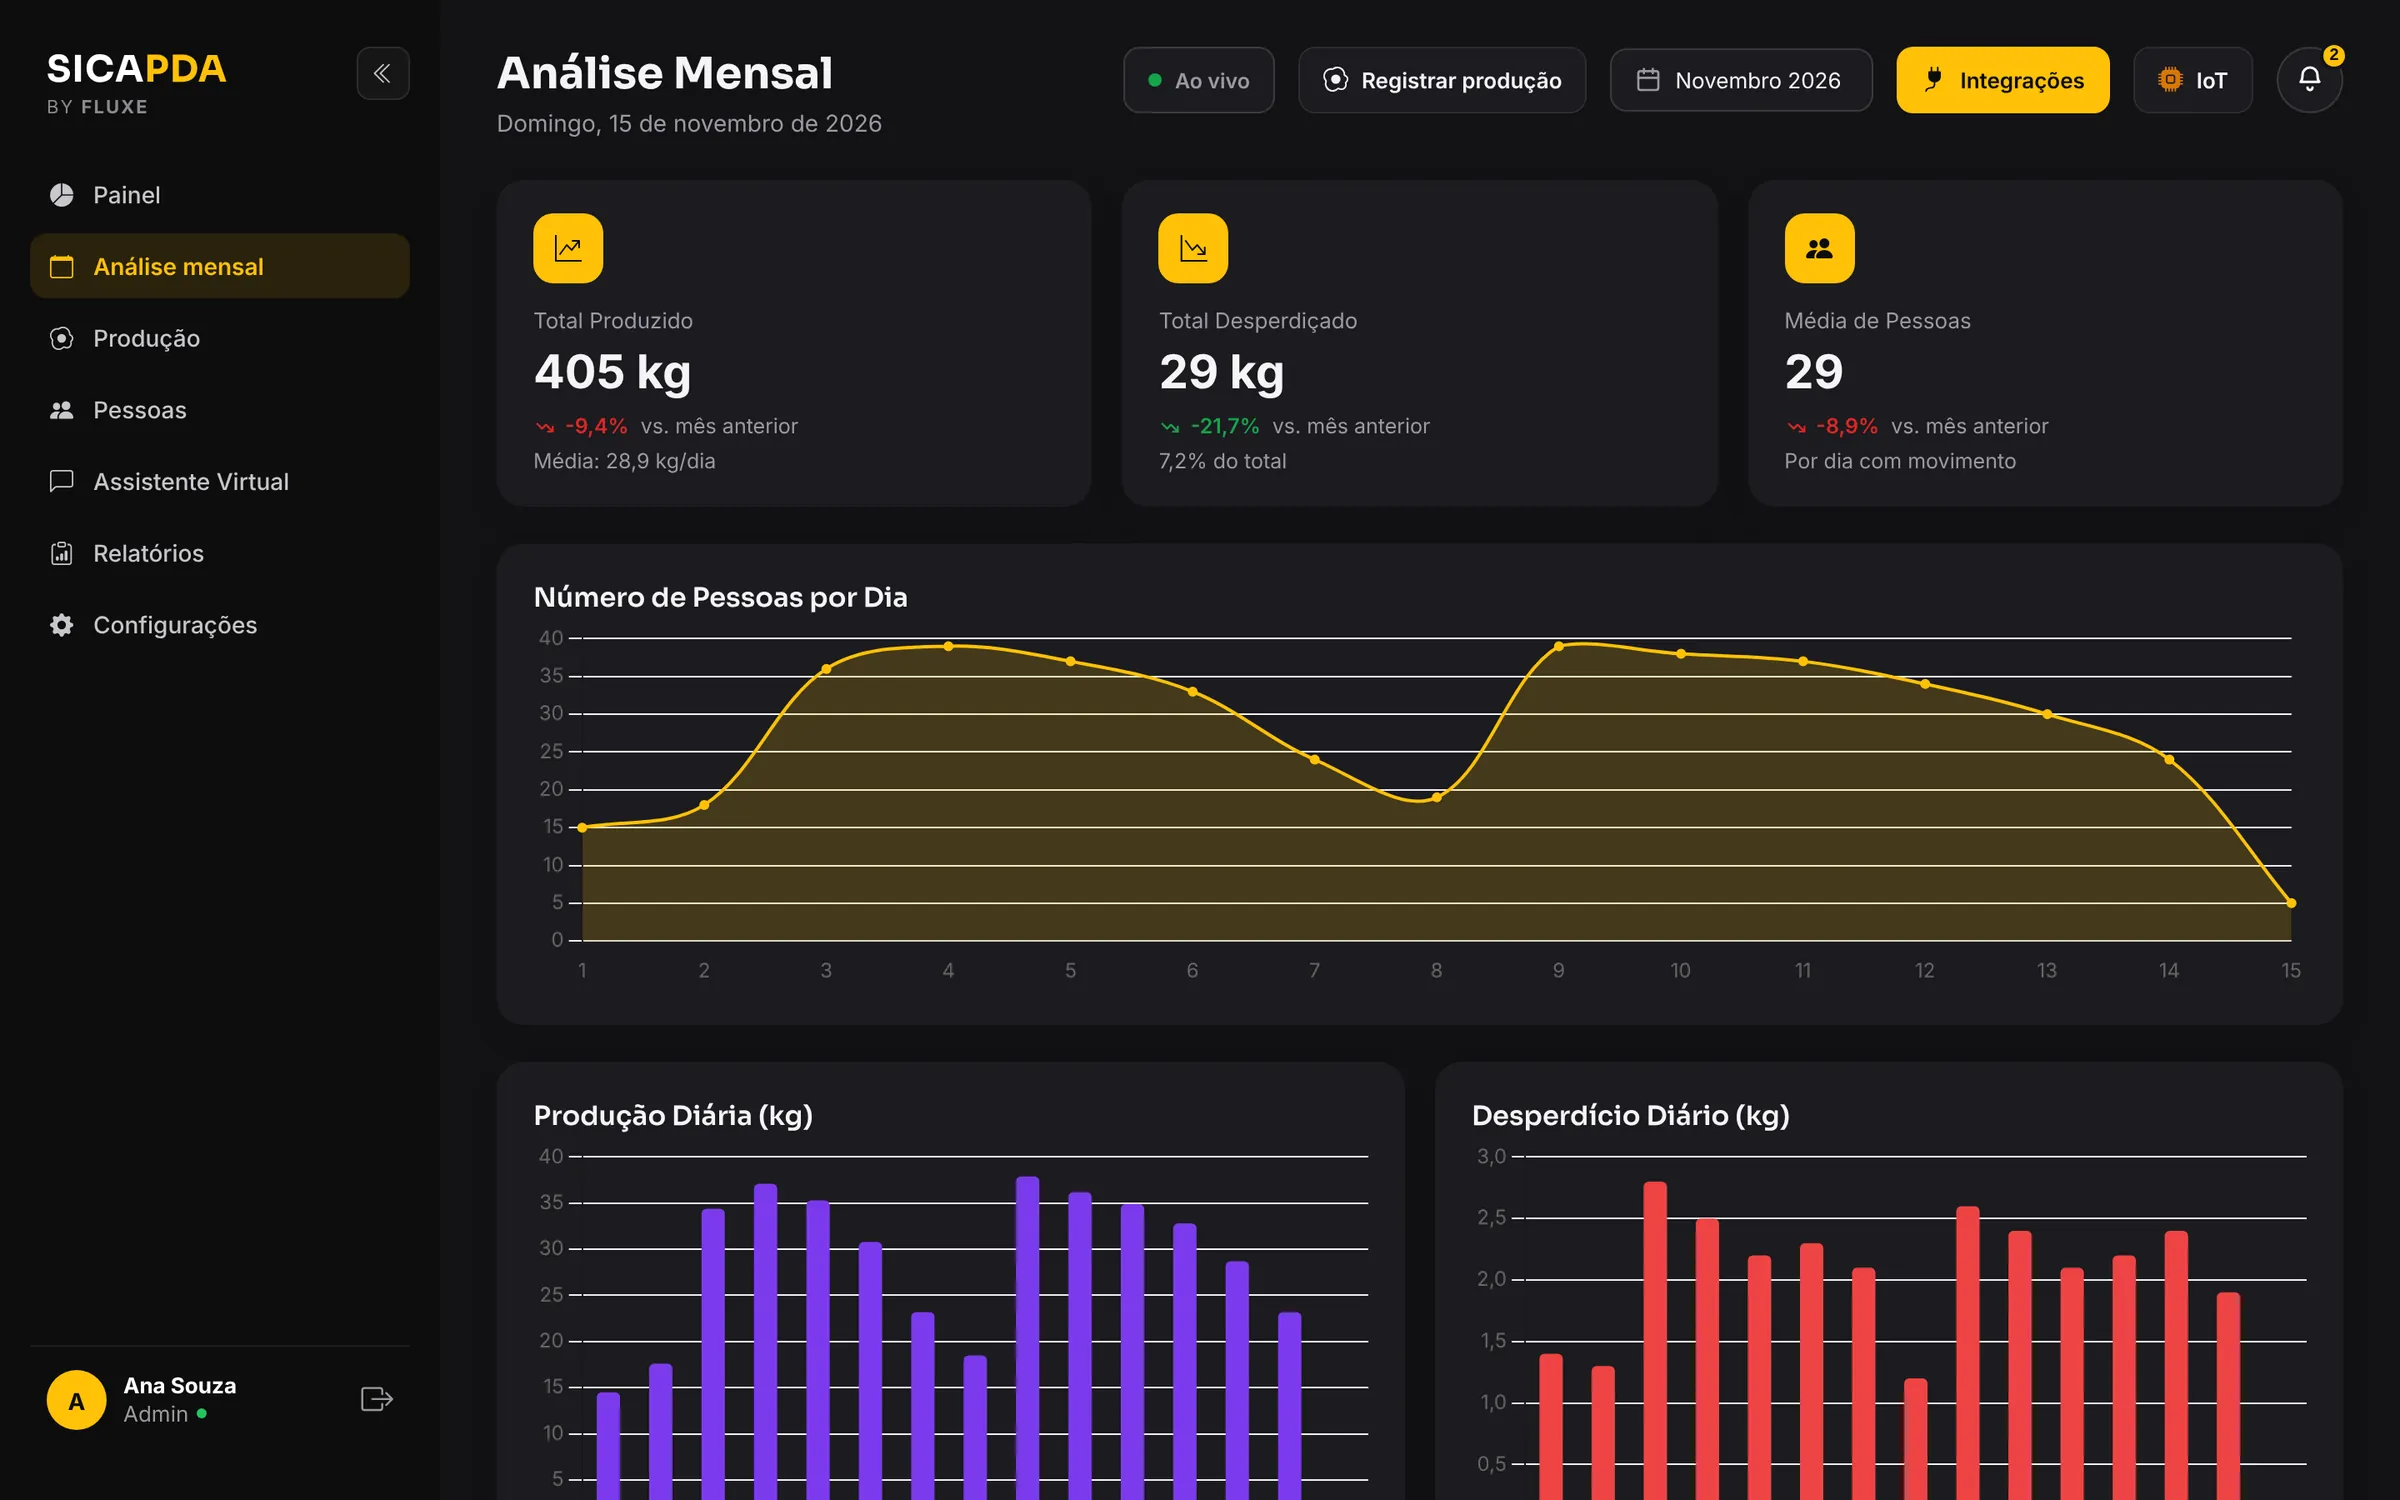 SICAPDA
BY FLUXE
Painel
Análise mensal
Produção
Pessoas
Assistente Virtual
Relatórios
Configurações
A
Ana Souza
Admin
Análise Mensal
Domingo, 15 de novembro de 2026
Ao vivo
Registrar produção
Novembro 2026
Integrações
IoT
2
Total Produzido
405 kg
-9,4% vs. mês anterior
Média: 28,9 kg/dia
Total Desperdiçado
29 kg
-21,7% vs. mês anterior
7,2% do total
Média de Pessoas
29
-8,9% vs. mês anterior
Por dia com movimento
Número de Pessoas por Dia
40
35
30
25
20
15
10
5
0
1 2 3 4 5 6 7 8 9 10 11 12 13 14 15
Produção Diária (kg)
40
35
30
25
20
15
10
5
Desperdício Diário (kg)
3,0
2,5
2,0
1,5
1,0
0,5